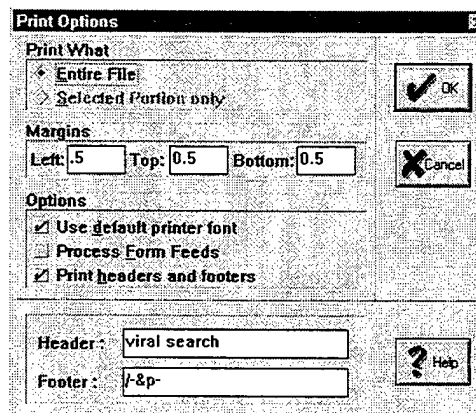 Print Options
Print What
Entire File
Selected Portion only
OK
Margins
Left: .5 Top: 0.5 Bottom: 0.5
Cancel
Options
Use default printer font
Process Form Feeds
Print headers and footers
Header : viral search
Footer : /-&p-
Help